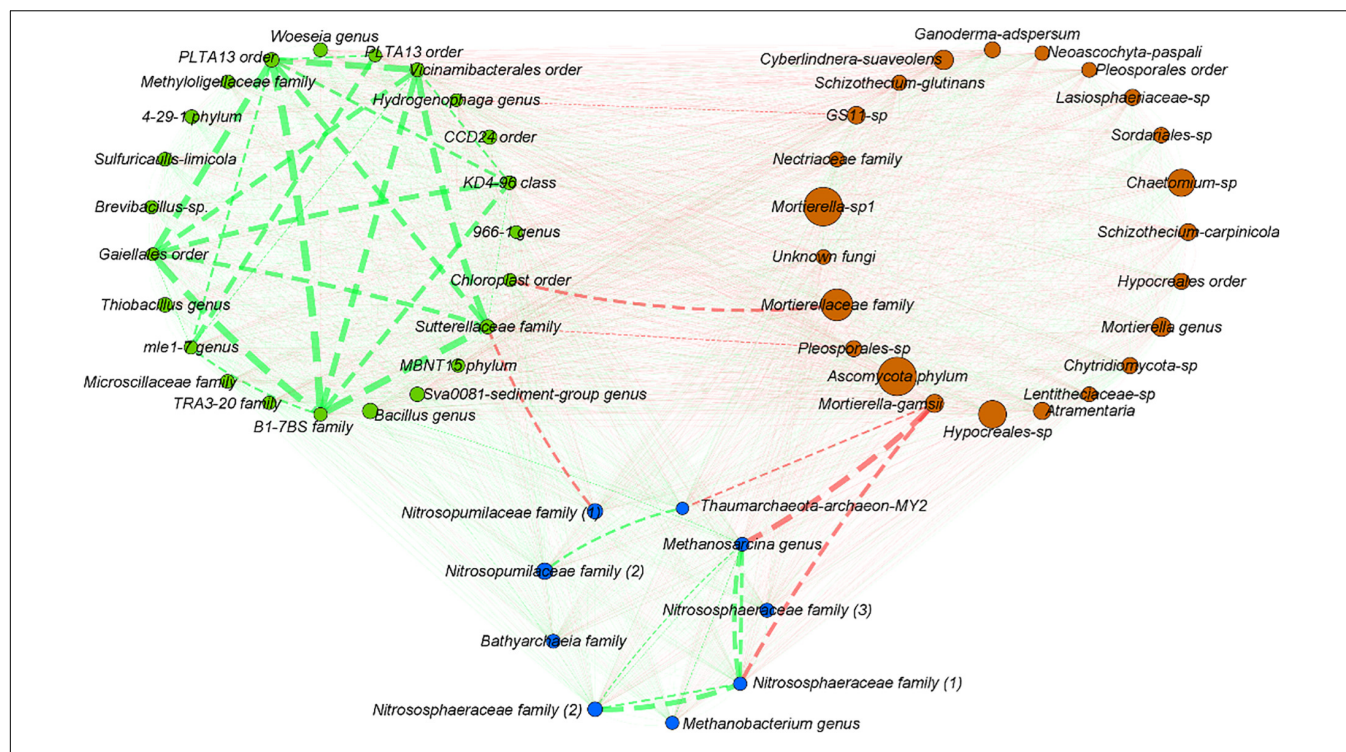 Woeseia genus
PLTA13 order
PLTA13 order
Vicinamibacterales order
Methyloligellaceae family
Hydrogenophaga genus
4-29-1 phylum
CCD24 order
Sulfuricaulis-limicola
KD4-96 class
Brevibacillus-sp.
966-1 genus
Gaiellales order
Chloroplast order
Thiobacillus genus
Sutterellaceae family
mle1-7 genus
MBNT15 phylum
Microscillaceae family
Sva0081-sediment-group genus
TRA3-20 family
Bacillus genus
B1-7BS family
Ganoderma-adspersum
Cyberlindnera-suaveolens
Neoascochyta-paspali
Pleosporales order
Schizothecium-glutinans
Lasiosphaeriaceae-sp
GS11-sp
Sordariales-sp
Nectriaceae family
Chaetomium-sp
Mortierella-sp1
Schizothecium-carpinicola
Unknown fungi
Hypocreales order
Mortierellaceae family
Mortierella genus
Pleosporales-sp
Chytridiomycota-sp
Ascomycota phylum
Lentitheciaceae-sp
Mortierella-gamsii
Atramentaria
Hypocreales-sp
Nitrosopumilaceae family (1)
Thaumarchaeota-archaeon-MY2
Methanosarcina genus
Nitrosopumilaceae family (2)
Nitrososphaeraceae family (3)
Bathyarchaeia family
Nitrososphaeraceae family (1)
Nitrososphaeraceae family (2)
Methanobacterium genus